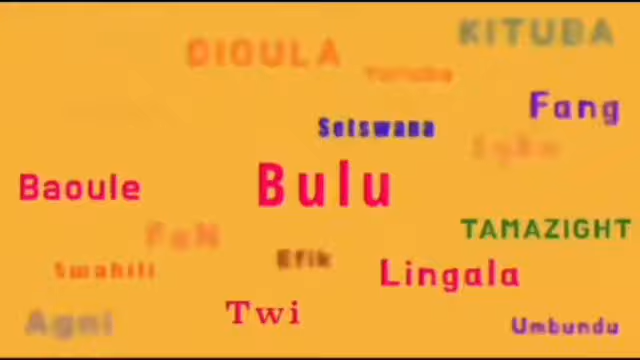 KITUBA
DIOULA
Yoruba
Fang
Setswana
Baoule
Bulu
TAMAZIGHT
FoN
Efik
Swahili
Lingala
Twi
Agni
Umbundu